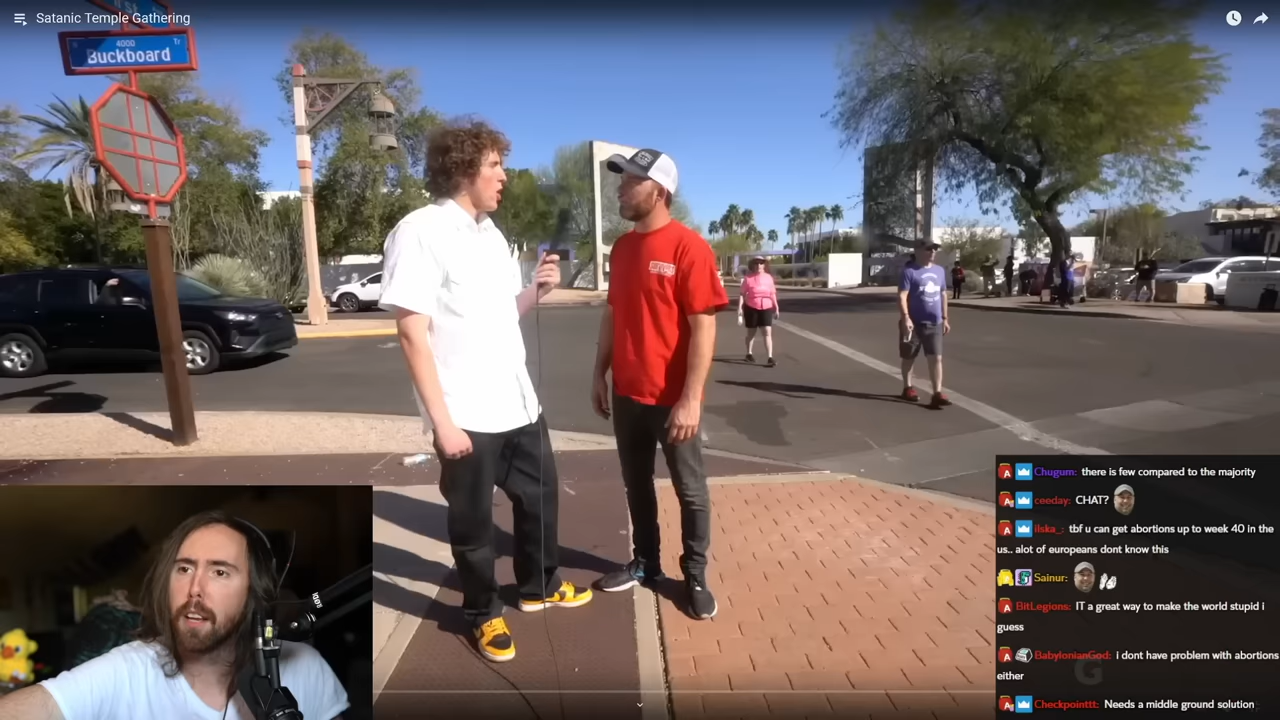 Satanic Temple Gathering
4000
Buckboard Tr
Chugum: there is few compared to the majority
ceeday: CHAT?
ilska_: tbf u can get abortions up to week 40 in the
us.. alot of europeans dont know this
Sainur:
BitLegions: IT a great way to make the world stupid i
guess
BabylonianGod: i dont have problem with abortions
either
Checkpointtt: Needs a middle ground solution
RODE